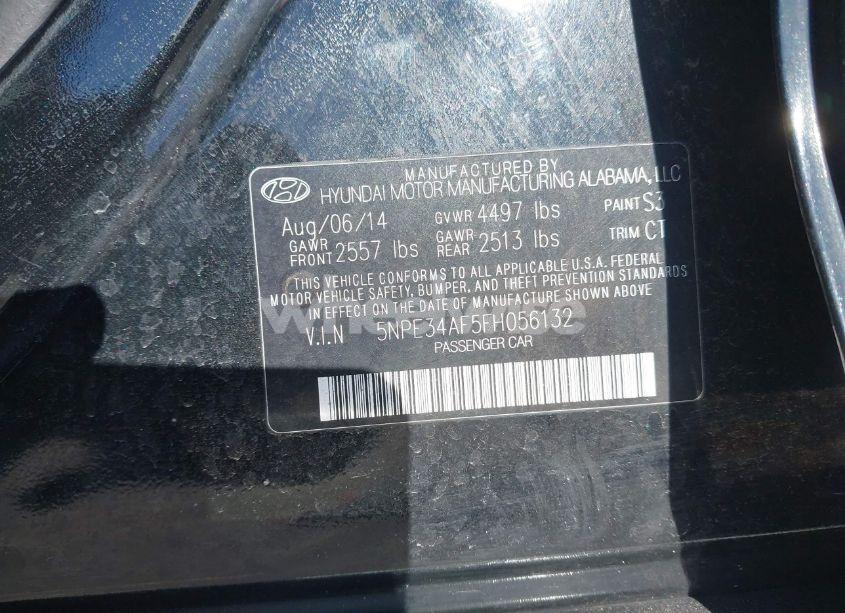 MANUFACTURED BY
HYUNDAI MOTOR MANUFACTURING ALABAMA, LLC
Aug/06/14 GVWR 4497 lbs PAINT S3
GAWR FRONT 2557 lbs GAWR REAR 2513 lbs TRIM CT
THIS VEHICLE CONFORMS TO ALL APPLICABLE U.S.A. FEDERAL
MOTOR VEHICLE SAFETY, BUMPER, AND THEFT PREVENTION STANDARDS
IN EFFECT ON THE DATE OF MANUFACTURE SHOWN ABOVE
V.I.N 5NPE34AF5FH056132
PASSENGER CAR